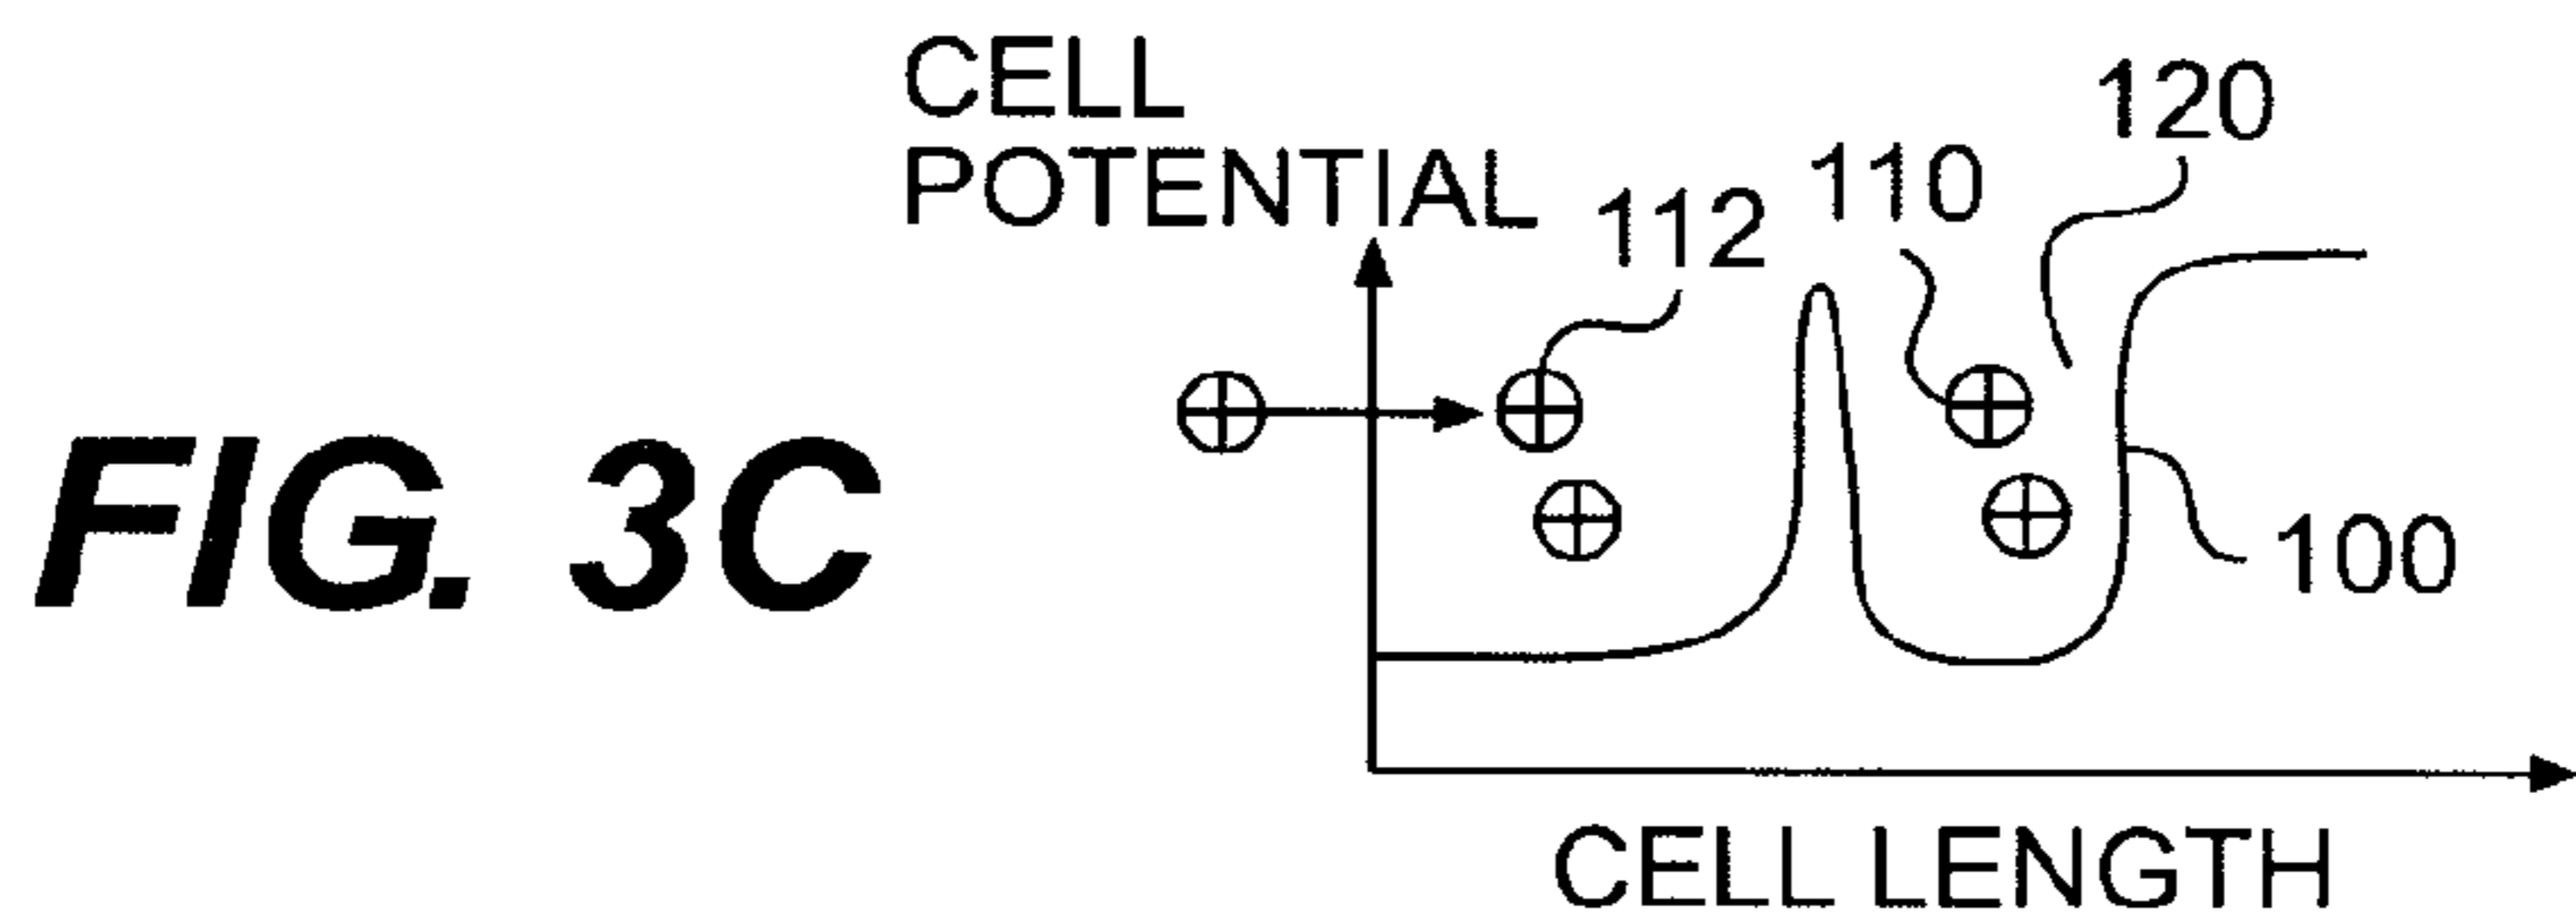 CELL
POTENTIAL
112
110
120
100
FIG. 3C
CELL LENGTH